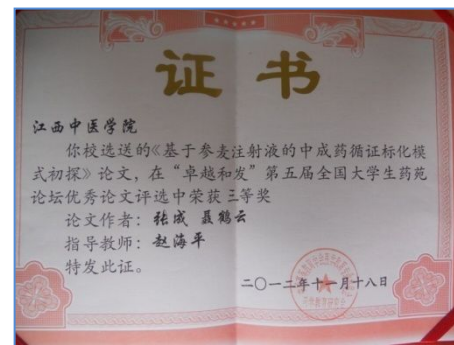 证书
江西中医学院
你校选送的《基于参麦注射液的中成药循证标化模
式初探》论文，在“卓越和发”第五届全国大学生药苑
论坛优秀论文评选中荣获三等奖
论文作者：张成 聂鹤云
指导教师：赵海平
特发此证。
二〇一二年十一月十八日